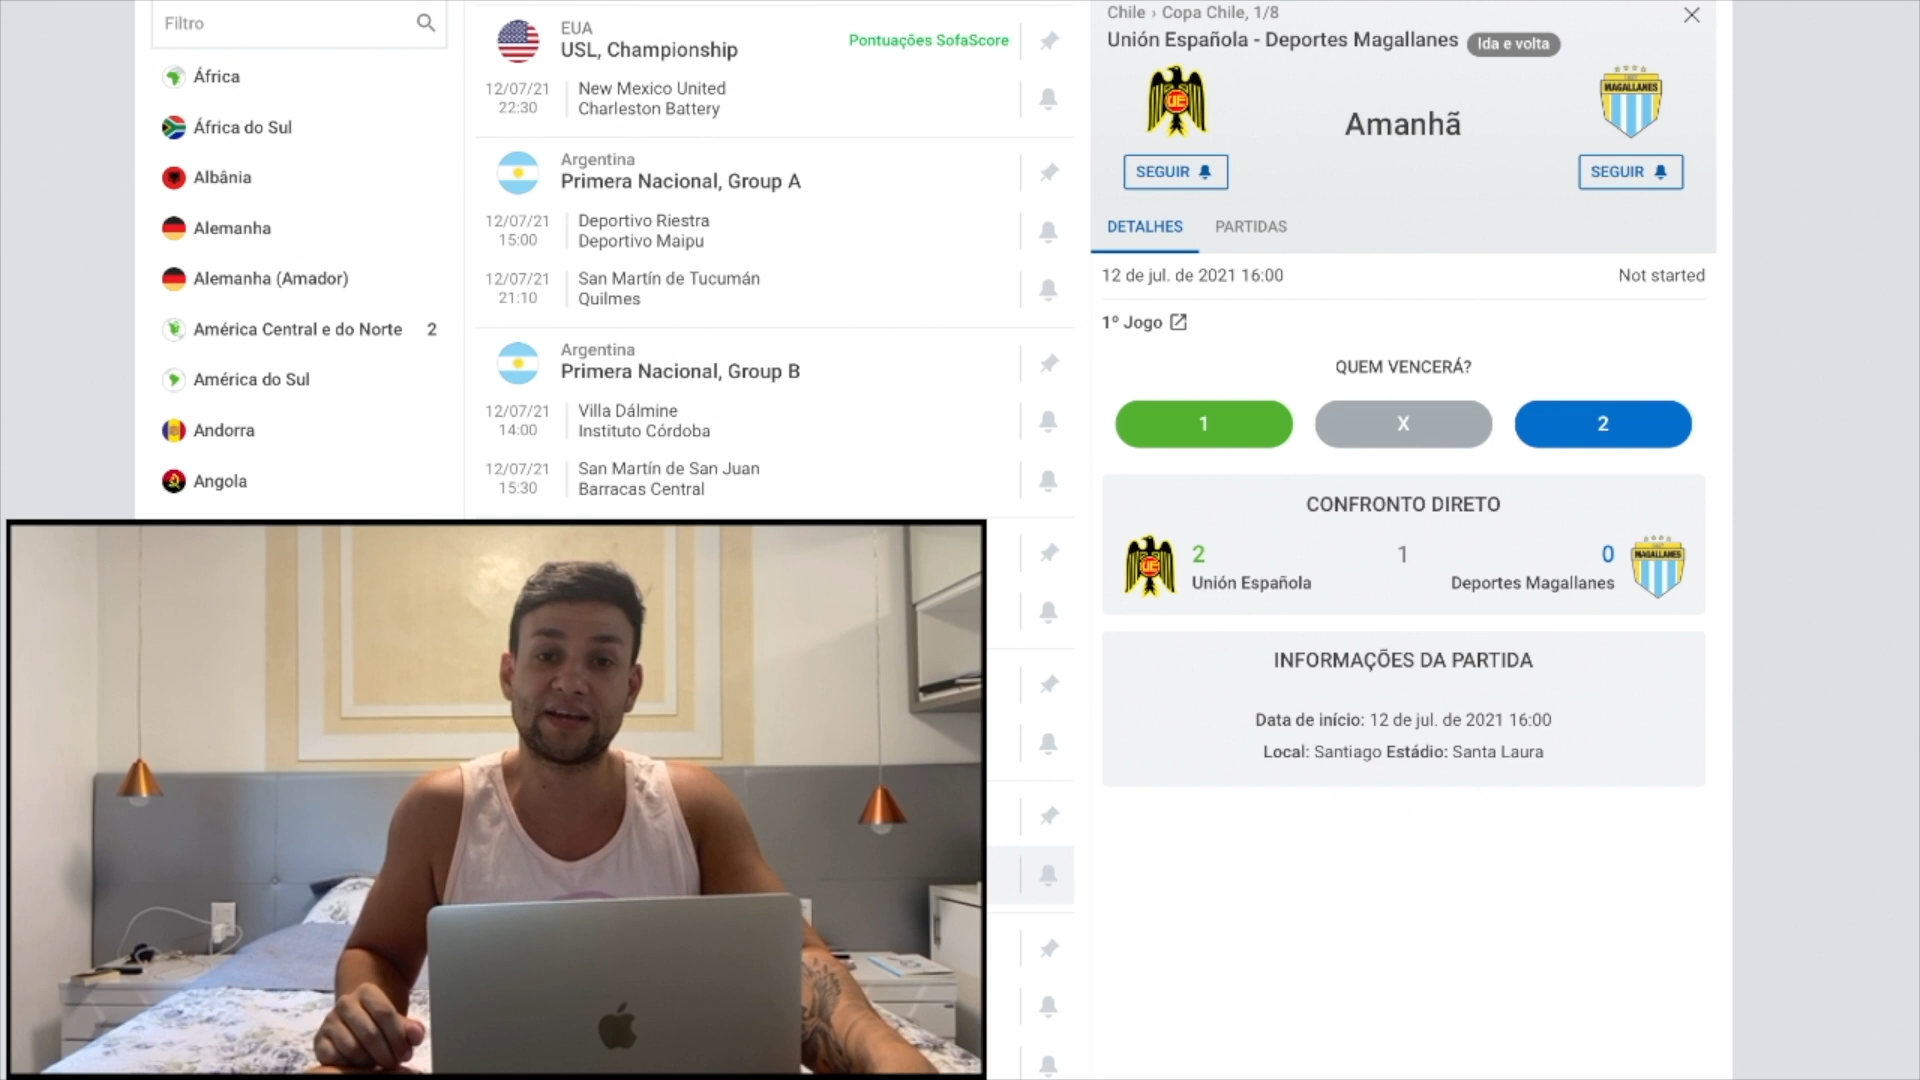 Filtro
África
África do Sul
Albânia
Alemanha
Alemanha (Amador)
América Central e do Norte 2
América do Sul
Andorra
Angola
EUA
USL, Championship
Pontuações SofaScore
12/07/21
22:30
New Mexico United
Charleston Battery
Argentina
Primera Nacional, Group A
12/07/21
15:00
Deportivo Riestra
Deportivo Maipu
12/07/21
21:10
San Martín de Tucumán
Quilmes
Argentina
Primera Nacional, Group B
12/07/21
14:00
Villa Dálmine
Instituto Córdoba
12/07/21
15:30
San Martín de San Juan
Barracas Central
Chile › Copa Chile, 1/8
Unión Española - Deportes Magallanes Ida e volta
UE
MAGALLANES
Amanhã
SEGUIR
SEGUIR
DETALHES PARTIDAS
12 de jul. de 2021 16:00 Not started
1º Jogo
QUEM VENCERÁ?
1 X 2
CONFRONTO DIRETO
UE
2 1 0
MAGALLANES
Unión Española Deportes Magallanes
INFORMAÇÕES DA PARTIDA
Data de início: 12 de jul. de 2021 16:00
Local: Santiago Estádio: Santa Laura